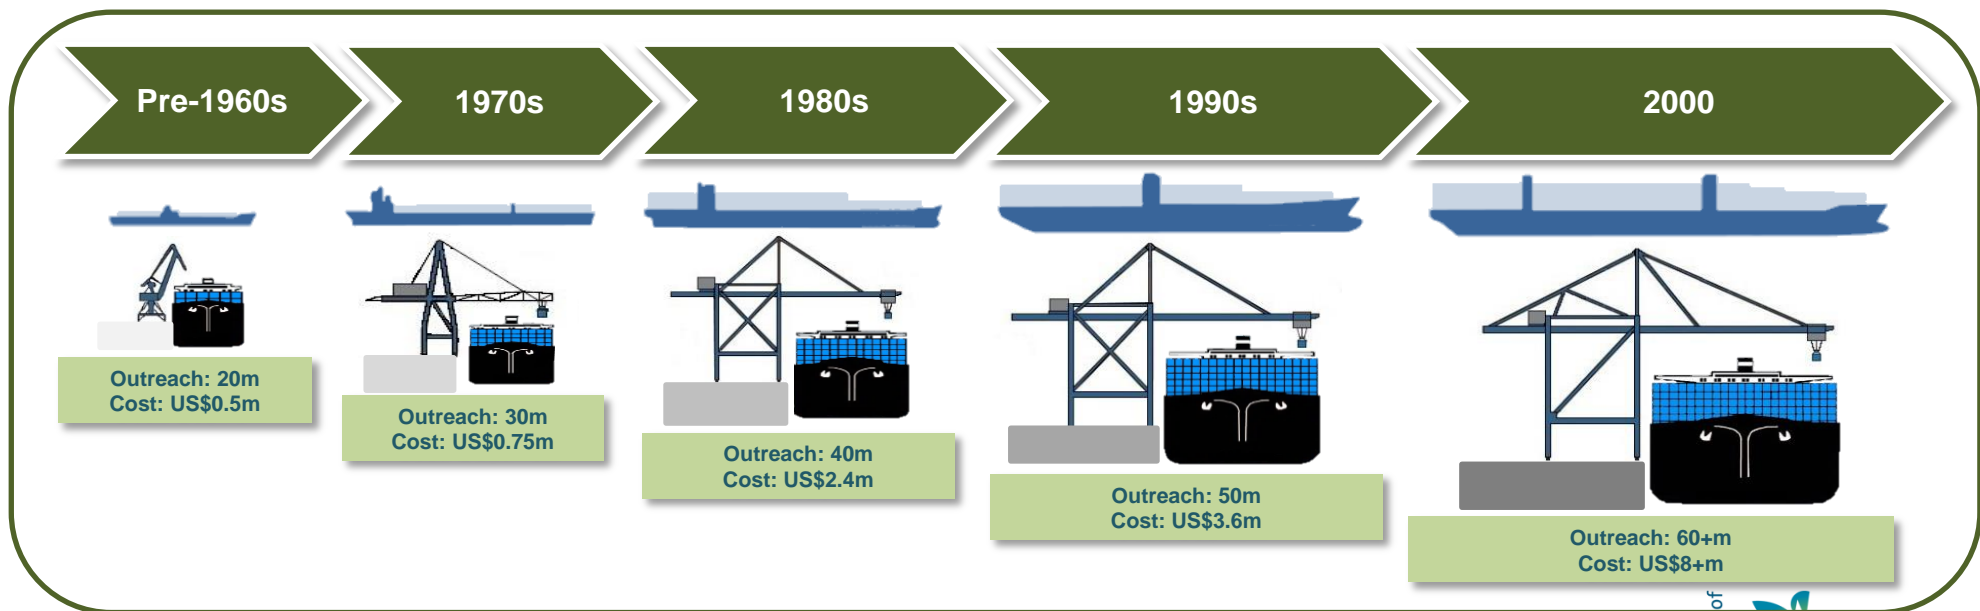 Pre-1960s
1970s
1980s
1990s
2000
Outreach: 20m
Cost: US$0.5m
Outreach: 30m
Cost: US$0.75m
Outreach: 40m
Cost: US$2.4m
Outreach: 50m
Cost: US$3.6m
Outreach: 60+m
Cost: US$8+m
of